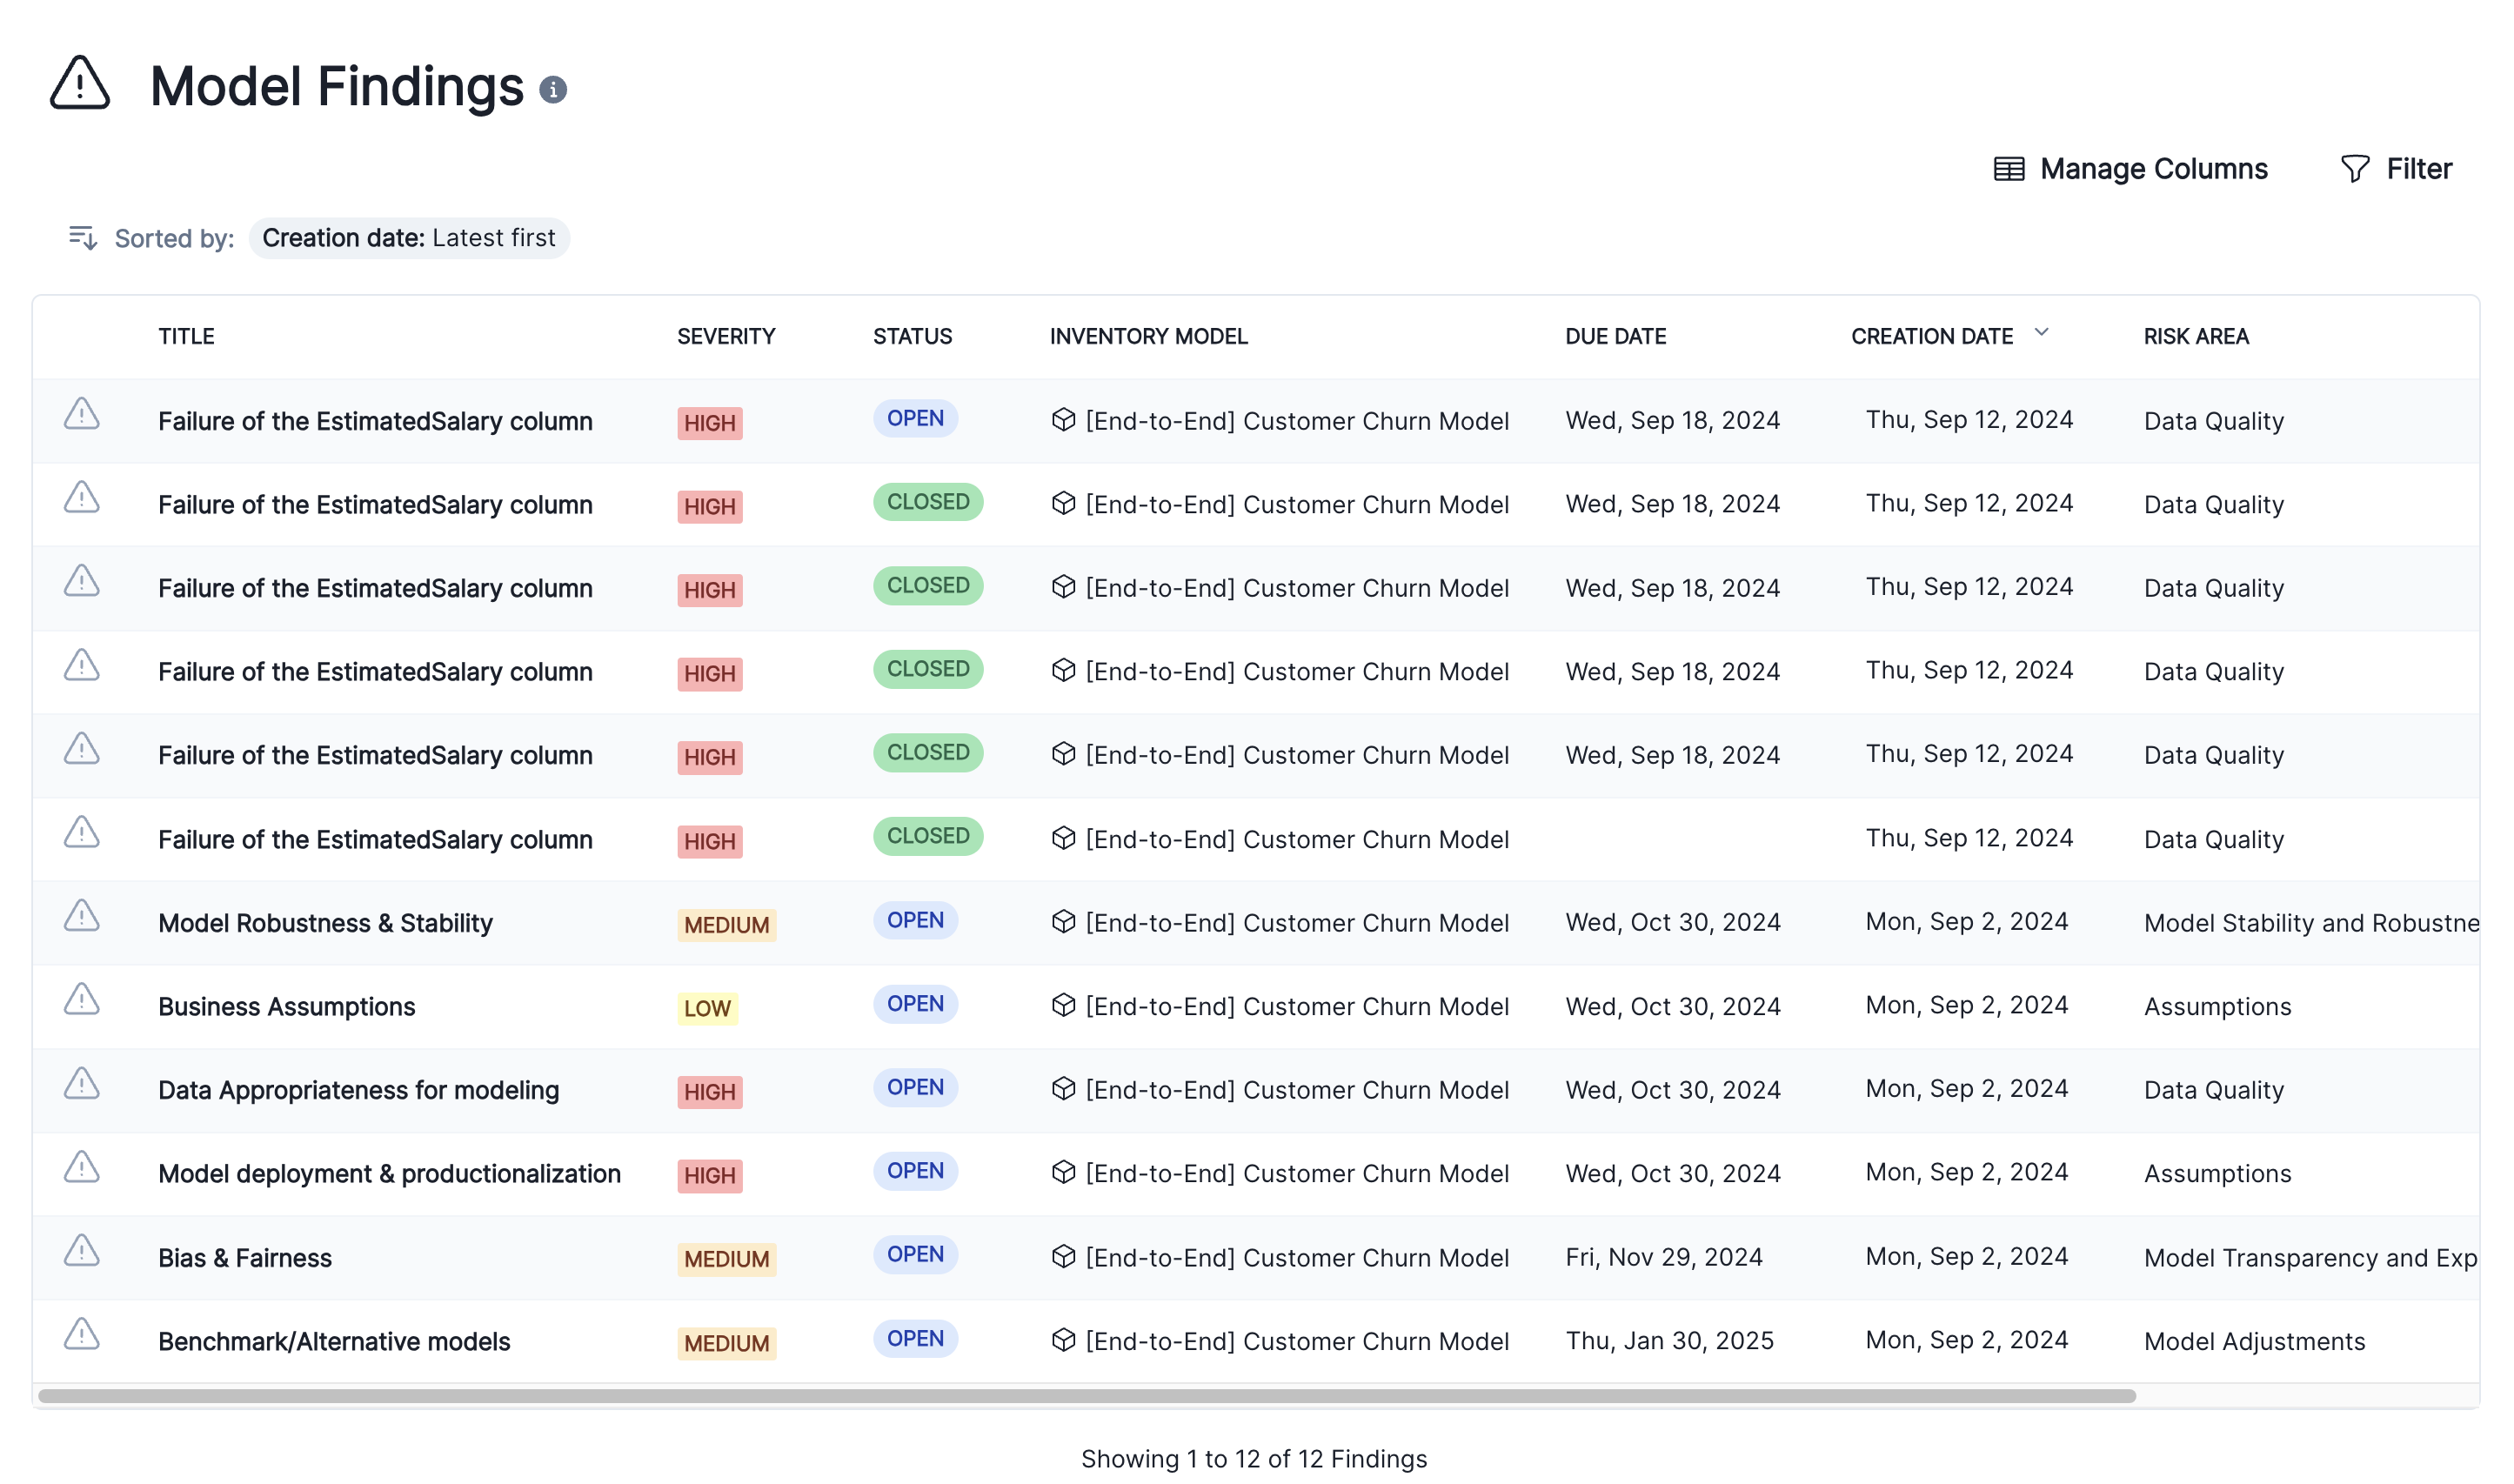 Model Findings
Manage Columns Filter
Sorted by: Creation date: Latest first
TITLE SEVERITY STATUS INVENTORY MODEL DUE DATE CREATION DATE RISK AREA
Failure of the EstimatedSalary column HIGH OPEN [End-to-End] Customer Churn Model Wed, Sep 18, 2024 Thu, Sep 12, 2024 Data Quality
Failure of the EstimatedSalary column HIGH CLOSED [End-to-End] Customer Churn Model Wed, Sep 18, 2024 Thu, Sep 12, 2024 Data Quality
Failure of the EstimatedSalary column HIGH CLOSED [End-to-End] Customer Churn Model Wed, Sep 18, 2024 Thu, Sep 12, 2024 Data Quality
Failure of the EstimatedSalary column HIGH CLOSED [End-to-End] Customer Churn Model Wed, Sep 18, 2024 Thu, Sep 12, 2024 Data Quality
Failure of the EstimatedSalary column HIGH CLOSED [End-to-End] Customer Churn Model Wed, Sep 18, 2024 Thu, Sep 12, 2024 Data Quality
Failure of the EstimatedSalary column HIGH CLOSED [End-to-End] Customer Churn Model Thu, Sep 12, 2024 Data Quality
Model Robustness & Stability MEDIUM OPEN [End-to-End] Customer Churn Model Wed, Oct 30, 2024 Mon, Sep 2, 2024 Model Stability and Robustne
Business Assumptions LOW OPEN [End-to-End] Customer Churn Model Wed, Oct 30, 2024 Mon, Sep 2, 2024 Assumptions
Data Appropriateness for modeling HIGH OPEN [End-to-End] Customer Churn Model Wed, Oct 30, 2024 Mon, Sep 2, 2024 Data Quality
Model deployment & productionalization HIGH OPEN [End-to-End] Customer Churn Model Wed, Oct 30, 2024 Mon, Sep 2, 2024 Assumptions
Bias & Fairness MEDIUM OPEN [End-to-End] Customer Churn Model Fri, Nov 29, 2024 Mon, Sep 2, 2024 Model Transparency and Exp
Benchmark/Alternative models MEDIUM OPEN [End-to-End] Customer Churn Model Thu, Jan 30, 2025 Mon, Sep 2, 2024 Model Adjustments
Showing 1 to 12 of 12 Findings